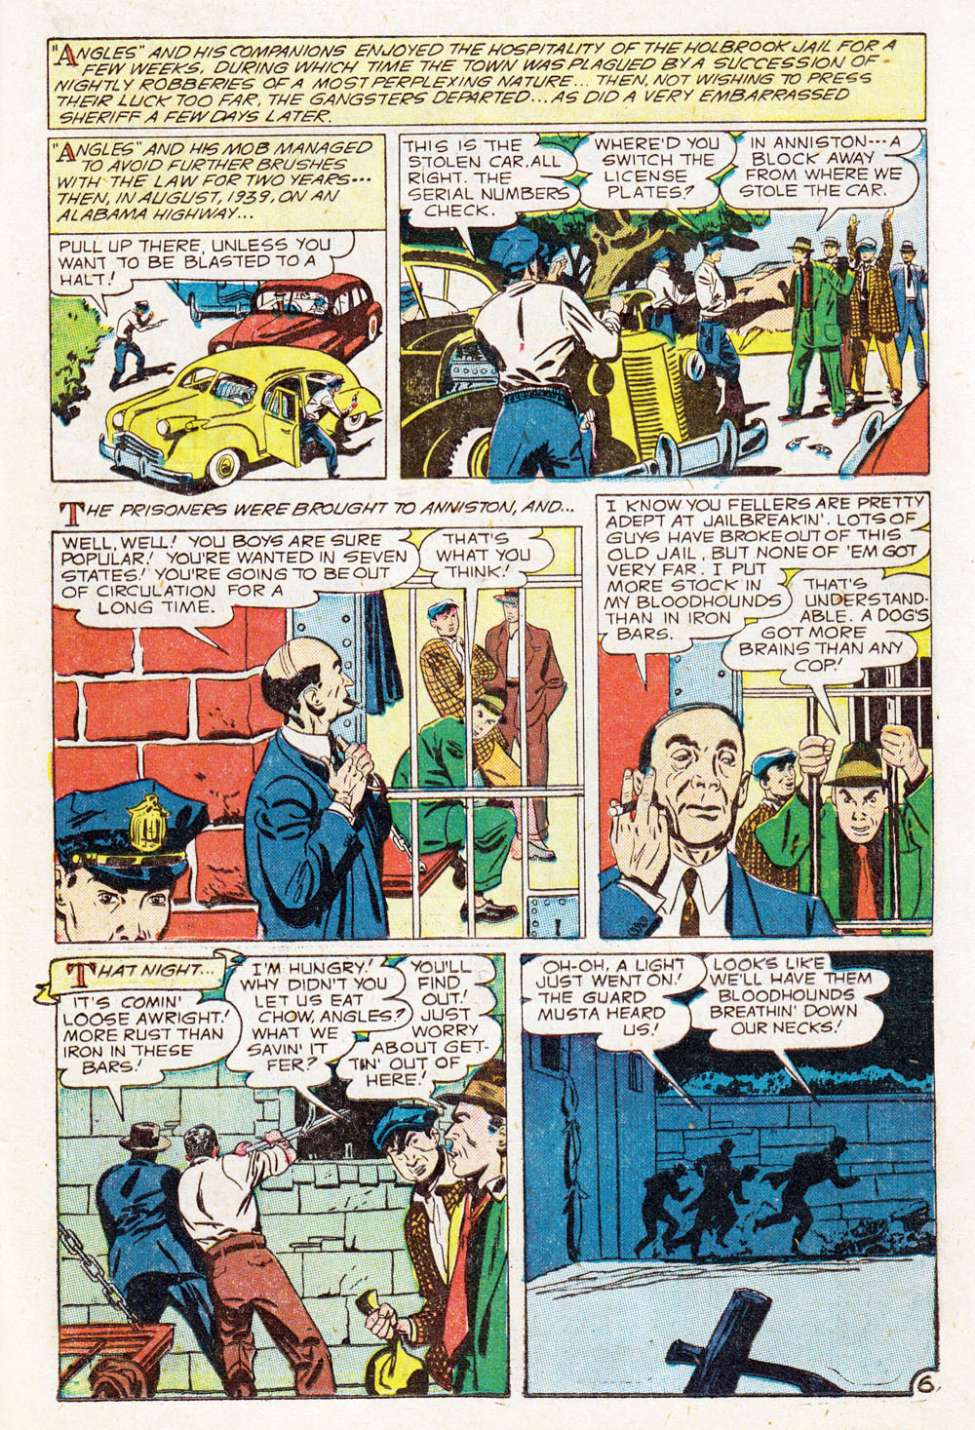 "ANGLES" AND HIS COMPANIONS ENJOYED THE HOSPITALITY OF THE HOLBROOK JAIL FOR A
FEW WEEKS, DURING WHICH TIME THE TOWN WAS PLAGUED BY A SUCCESSION OF
NIGHTLY ROBBERIES OF A MOST PERPLEXING NATURE... THEN, NOT WISHING TO PRESS
THEIR LUCK TOO FAR, THE GANGSTERS DEPARTED... AS DID A VERY EMBARRASSED
SHERIFF A FEW DAYS LATER.
"ANGLES" AND HIS MOB MANAGED
TO AVOID FURTHER BRUSHES
WITH THE LAW FOR TWO YEARS---
THEN, IN AUGUST, 1939, ON AN
ALABAMA HIGHWAY...
PULL UP THERE, UNLESS YOU
WANT TO BE BLASTED TO A
HALT!
THIS IS THE
STOLEN CAR, ALL
RIGHT. THE
SERIAL NUMBERS
CHECK.
WHERE'D YOU
SWITCH THE
LICENSE
PLATES?
IN ANNISTON---A
BLOCK AWAY
FROM WHERE WE
STOLE THE CAR.
THE PRISONERS WERE BROUGHT TO ANNISTON, AND...
WELL, WELL! YOU BOYS ARE SURE
POPULAR! YOU'RE WANTED IN SEVEN
STATES! YOU'RE GOING TO BE OUT
OF CIRCULATION FOR A
LONG TIME.
THAT'S
WHAT YOU
THINK!
I KNOW YOU FELLERS ARE PRETTY
ADEPT AT JAILBREAKIN'. LOTS OF
GUYS HAVE BROKE OUT OF THIS
OLD JAIL, BUT NONE OF 'EM GOT
VERY FAR. I PUT
MORE STOCK IN
MY BLOODHOUNDS
THAN IN IRON
BARS.
THAT'S
UNDERSTAND-
ABLE. A DOG'S
GOT MORE
BRAINS THAN ANY
COP!
THAT NIGHT...
IT'S COMIN'
LOOSE AWRIGHT!
MORE RUST THAN
IRON IN THESE
BARS!
I'M HUNGRY!
WHY DIDN'T YOU
LET US EAT
CHOW, ANGLES?
WHAT WE
SAVIN' IT
FER?
YOU'LL
FIND
OUT!
JUST
WORRY
ABOUT GET-
TIN' OUT OF
HERE!
OH-OH, A LIGHT
JUST WENT ON!
THE GUARD
MUSTA HEARD
US!
LOOKS LIKE
WE'LL HAVE THEM
BLOODHOUNDS
BREATHIN' DOWN
OUR NECKS!
6